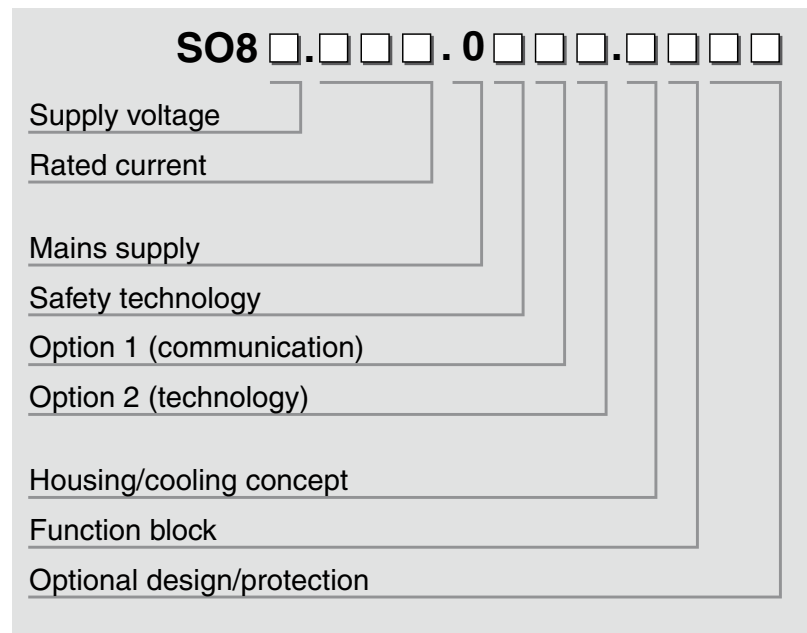 SO8 □.□□□.0□□□.□□□□
Supply voltage
Rated current
Mains supply
Safety technology
Option 1 (communication)
Option 2 (technology)
Housing/cooling concept
Function block
Optional design/protection